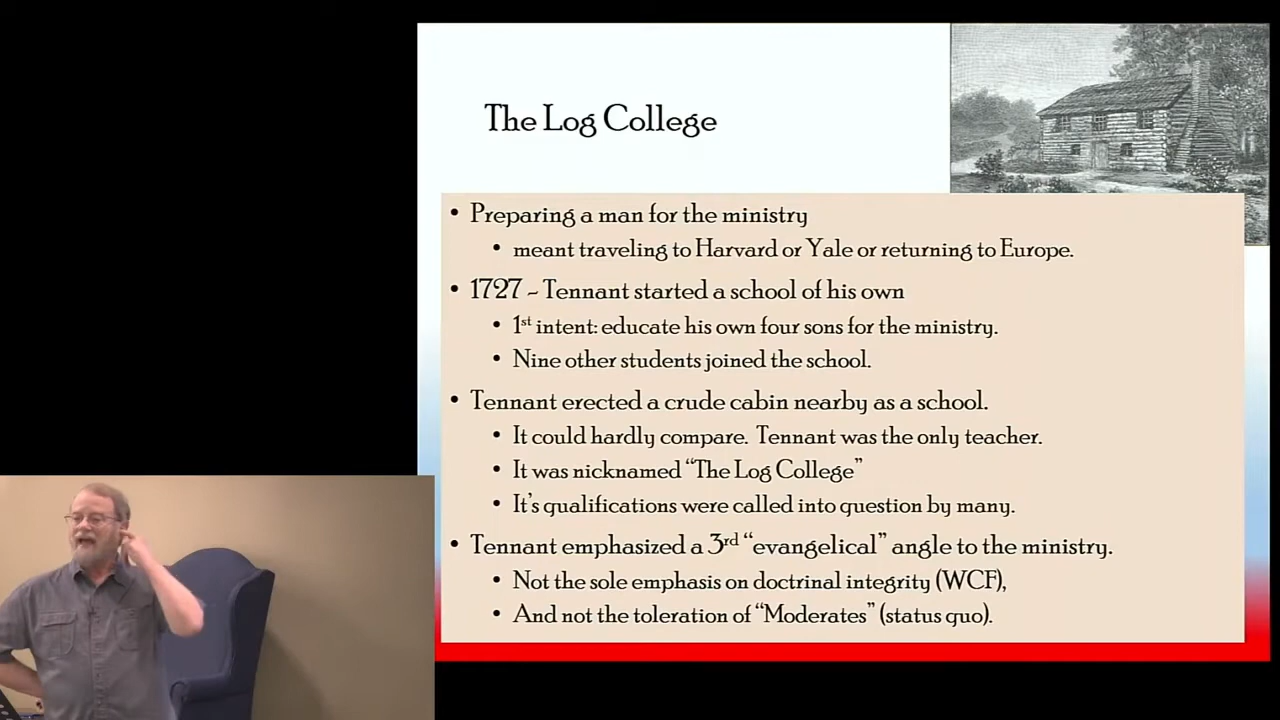 The Log College
• Preparing a man for the ministry
• meant traveling to Harvard or Yale or returning to Europe.
• 1727 ~ Tennant started a school of his own
• 1st intent: educate his own four sons for the ministry.
• Nine other students joined the school.
• Tennant erected a crude cabin nearby as a school.
• It could hardly compare. Tennant was the only teacher.
• It was nicknamed “The Log College”
• It’s qualifications were called into question by many.
• Tennant emphasized a 3rd “evangelical” angle to the ministry.
• Not the sole emphasis on doctrinal integrity (WCF),
• And not the toleration of “Moderates” (status quo).